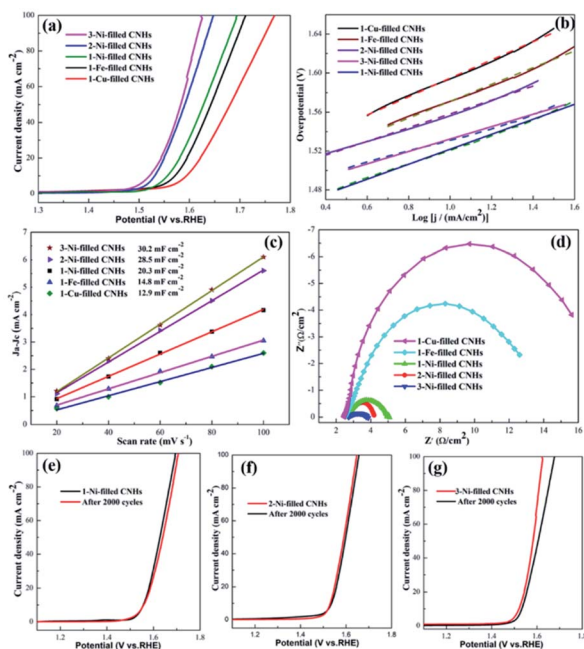 (a)
3-Ni-filled CNHs
2-Ni-filled CNHs
1-Ni-filled CNHs
1-Fe-filled CNHs
1-Cu-filled CNHs
Current density (mA cm⁻²)
100
80
60
40
20
0
1.3 1.4 1.5 1.6 1.7 1.8
Potential (V vs.RHE)
(b)
1-Cu-filled CNHs
1-Fe-filled CNHs
2-Ni-filled CNHs
3-Ni-filled CNHs
1-Ni-filled CNHs
Overpotential (V)
1.64
1.60
1.56
1.52
1.48
0.4 0.6 0.8 1.0 1.2 1.4 1.6
Log [j / (mA/cm²)]
(c)
3-Ni-filled CNHs 30.2 mF cm⁻²
2-Ni-filled CNHs 28.5 mF cm⁻²
1-Ni-filled CNHs 20.3 mF cm⁻²
1-Fe-filled CNHs 14.8 mF cm⁻²
1-Cu-filled CNHs 12.9 mF cm⁻²
Ja-Jc (mA cm⁻²)
7
6
5
4
3
2
1
0
20 40 60 80 100
Scan rate (mV s⁻¹)
(d)
1-Cu-filled CNHs
1-Fe-filled CNHs
1-Ni-filled CNHs
2-Ni-filled CNHs
3-Ni-filled CNHs
-7
-6
-5
-4
-3
-2
-1
0
0 2 4 6 8 10 12 14 16
Z' (Ω/cm²)
(e)
1-Ni-filled CNHs
After 2000 cycles
Current density (mA cm⁻²)
100
80
60
40
20
0
1.2 1.4 1.6 1.8
Potential (V vs.RHE)
(f)
2-Ni-filled CNHs
After 2000 cycles
Current density (mA cm⁻²)
100
80
60
40
20
0
1.2 1.4 1.6 1.8
Potential (V vs.RHE)
(g)
3-Ni-filled CNHs
After 2000 cycles
Current density (mA cm⁻²)
100
80
60
40
20
0
1.2 1.4 1.6 1.8
Potential (V vs.RHE)